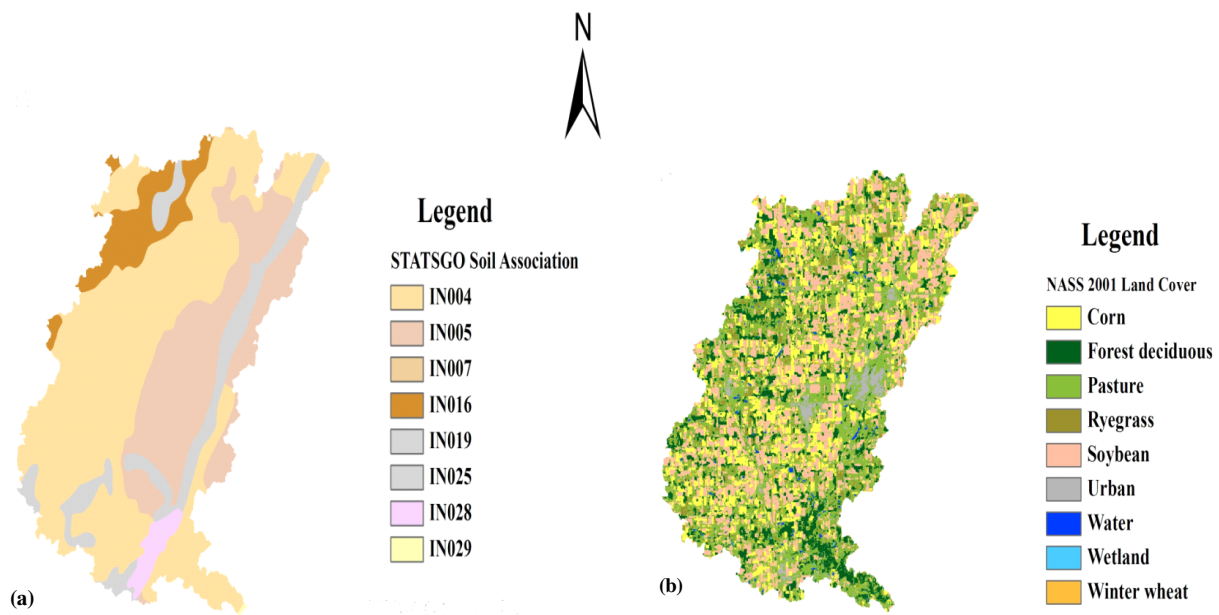 N
Legend
STATSGO Soil Association
IN004
IN005
IN007
IN016
IN019
IN025
IN028
IN029
(a)
Legend
NASS 2001 Land Cover
Corn
Forest deciduous
Pasture
Ryegrass
Soybean
Urban
Water
Wetland
Winter wheat
(b)